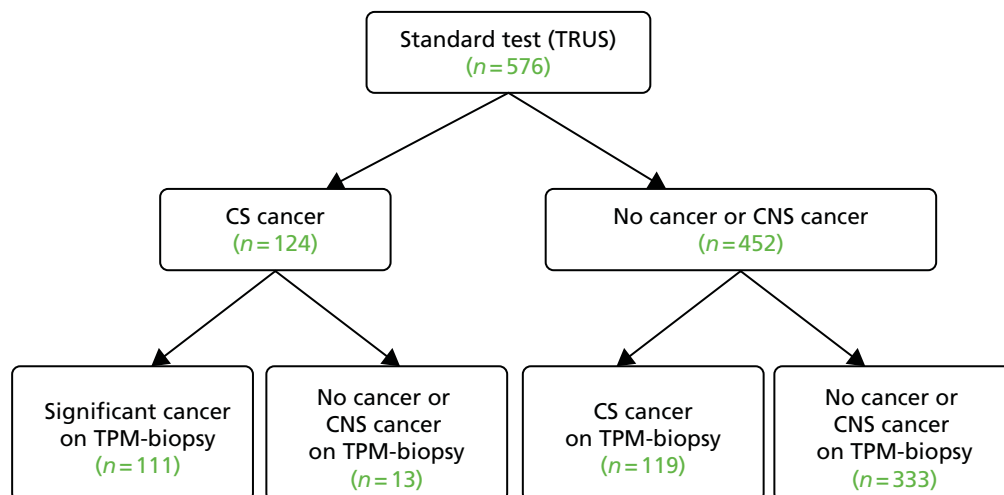 Standard test (TRUS)
(n=576)
CS cancer
(n=124)
No cancer or CNS cancer
(n=452)
Significant cancer
on TPM-biopsy
(n=111)
No cancer or
CNS cancer
on TPM-biopsy
(n=13)
CS cancer
on TPM-biopsy
(n=119)
No cancer or
CNS cancer
on TPM-biopsy
(n=333)